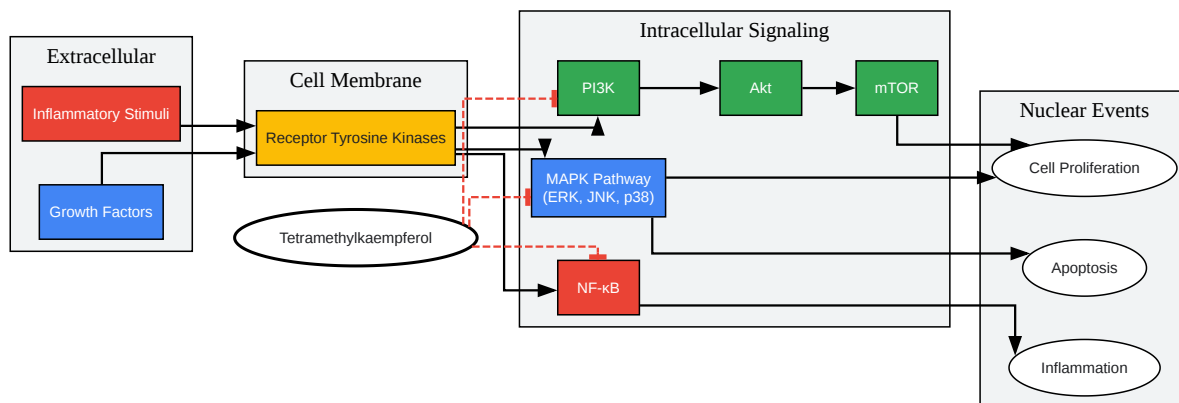 Extracellular
Inflammatory Stimuli
Growth Factors
Cell Membrane
Receptor Tyrosine Kinases
Tetramethylkaempferol
Intracellular Signaling
PI3K
Akt
mTOR
MAPK Pathway
(ERK, JNK, p38)
NF-κB
Nuclear Events
Cell Proliferation
Apoptosis
Inflammation